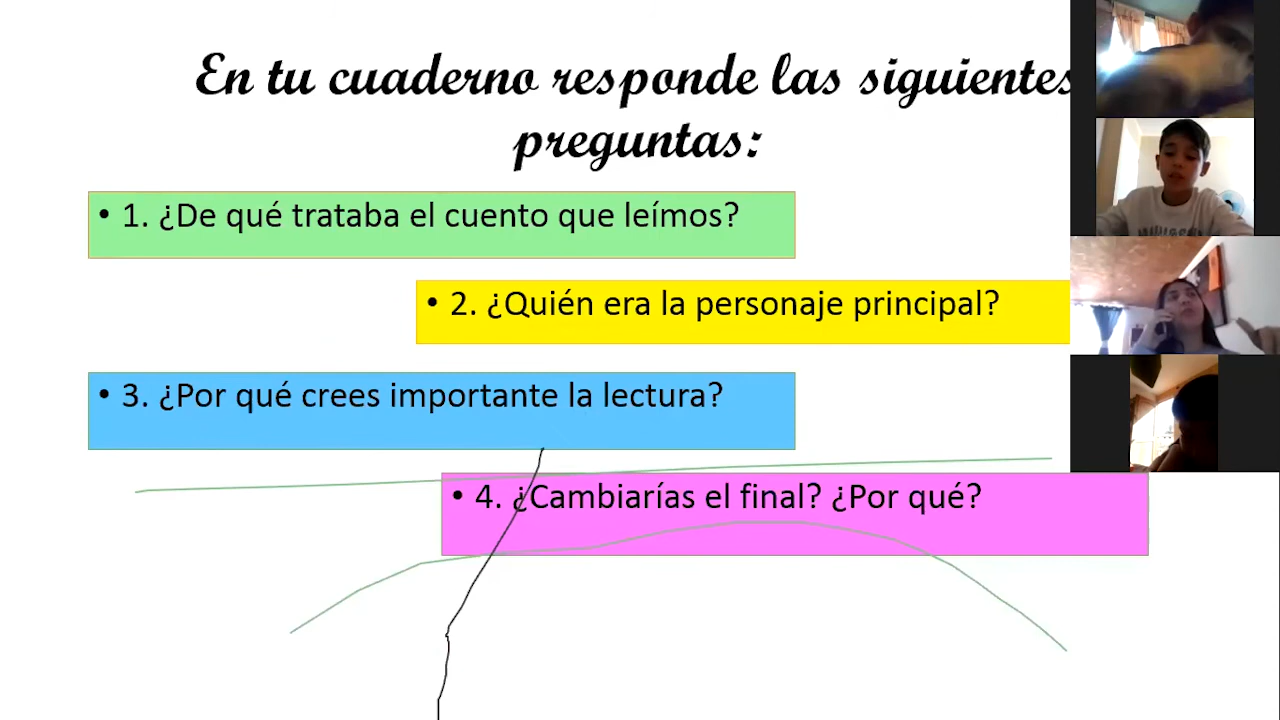 En tu cuaderno responde las siguientes
preguntas:
• 1. ¿De qué trataba el cuento que leímos?
• 2. ¿Quién era la personaje principal?
• 3. ¿Por qué crees importante la lectura?
• 4. ¿Cambiarías el final? ¿Por qué?